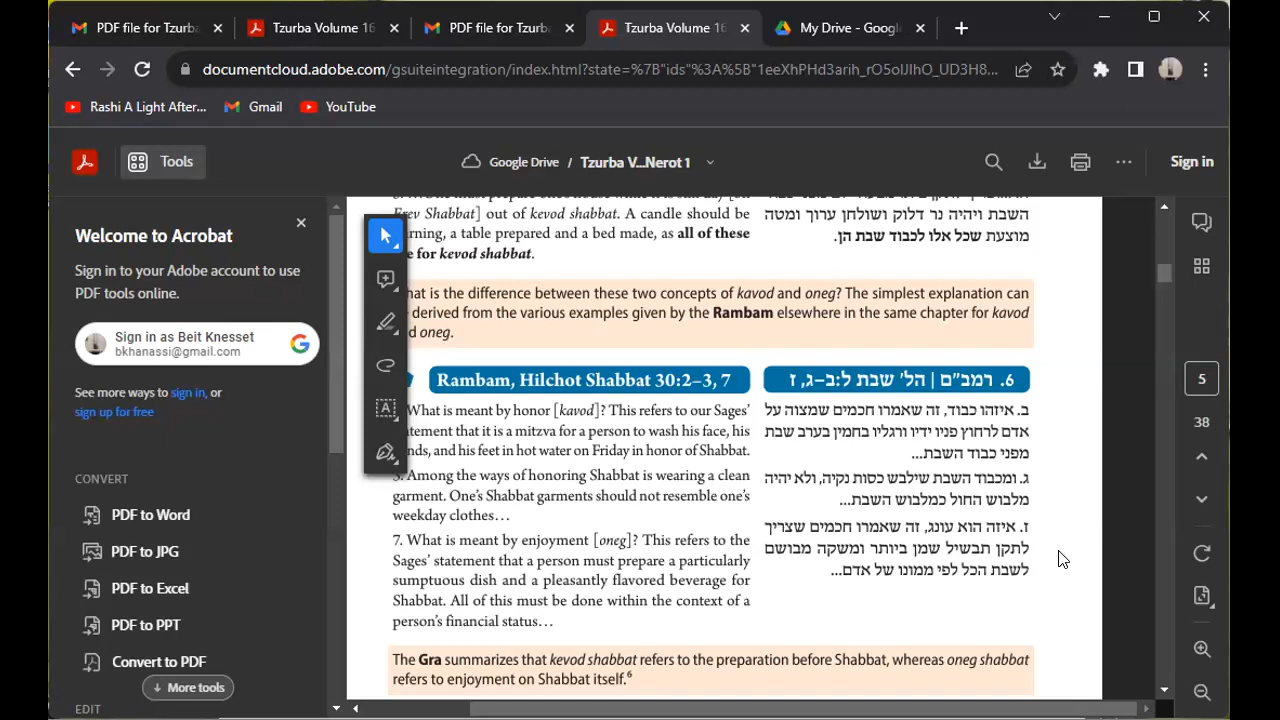 PDF file for Tzurba
Tzurba Volume 16
PDF file for Tzurba
Tzurba Volume 16
My Drive - Google
documentcloud.adobe.com/gsuiteintegration/index.html?state=%7B"ids"%3A%5B"1eeXhPHd3arih_rO5olJlhO_UD3H8...
Rashi A Light After...
Gmail
YouTube
Tools
Google Drive / Tzurba V...Nerot 1
Sign in
Welcome to Acrobat
Sign in to your Adobe account to use
PDF tools online.
Sign in as Beit Knesset
bkhanassi@gmail.com
See more ways to sign in, or
sign up for free
CONVERT
PDF to Word
PDF to JPG
PDF to Excel
PDF to PPT
Convert to PDF
More tools
EDIT
Erev Shabbat] out of kevod shabbat. A candle should be
rning, a table prepared and a bed made, as all of these
e for kevod shabbat.
השבת ויהיה נר דלוק ושולחן ערוך ומטה
מוצעת שכל אלו לכבוד שבת הן.
hat is the difference between these two concepts of kavod and oneg? The simplest explanation can
derived from the various examples given by the Rambam elsewhere in the same chapter for kavod
d oneg.
Rambam, Hilchot Shabbat 30:2–3, 7
6. רמב"ם | הל' שבת ל:ב–ג, ז
What is meant by honor [kavod]? This refers to our Sages'
tement that it is a mitzva for a person to wash his face, his
nds, and his feet in hot water on Friday in honor of Shabbat.
3. Among the ways of honoring Shabbat is wearing a clean
garment. One's Shabbat garments should not resemble one's
weekday clothes…
7. What is meant by enjoyment [oneg]? This refers to the
Sages' statement that a person must prepare a particularly
sumptuous dish and a pleasantly flavored beverage for
Shabbat. All of this must be done within the context of a
person's financial status…
ב. איזהו כבוד, זה שאמרו חכמים שמצוה על
אדם לרחוץ פניו ידיו ורגליו בחמין בערב שבת
מפני כבוד השבת...
ג. ומכבוד השבת שילבש כסות נקיה, ולא יהיה
מלבוש החול כמלבוש השבת...
ז. איזה הוא עונג, זה שאמרו חכמים שצריך
לתקן תבשיל שמן ביותר ומשקה מבושם
לשבת הכל לפי ממונו של אדם...
The Gra summarizes that kevod shabbat refers to the preparation before Shabbat, whereas oneg shabbat
refers to enjoyment on Shabbat itself.6
5
38